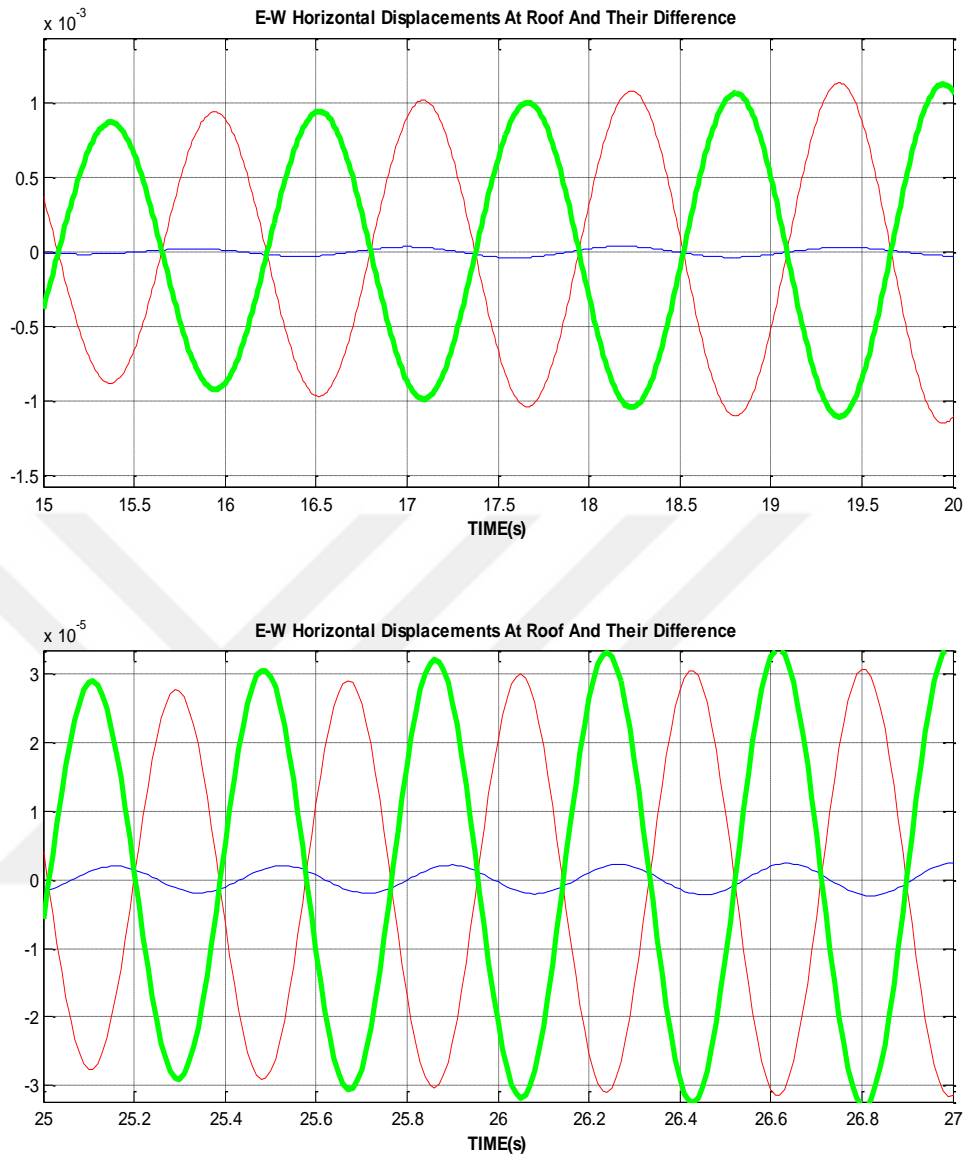 E-W Horizontal Displacements At Roof And Their Difference
x 10-3
1
0.5
0
-0.5
-1
-1.5
15 15.5 16 16.5 17 17.5 18 18.5 19 19.5 20
TIME(s)
E-W Horizontal Displacements At Roof And Their Difference
x 10-5
3
2
1
0
-1
-2
-3
25 25.2 25.4 25.6 25.8 26 26.2 26.4 26.6 26.8 27
TIME(s)